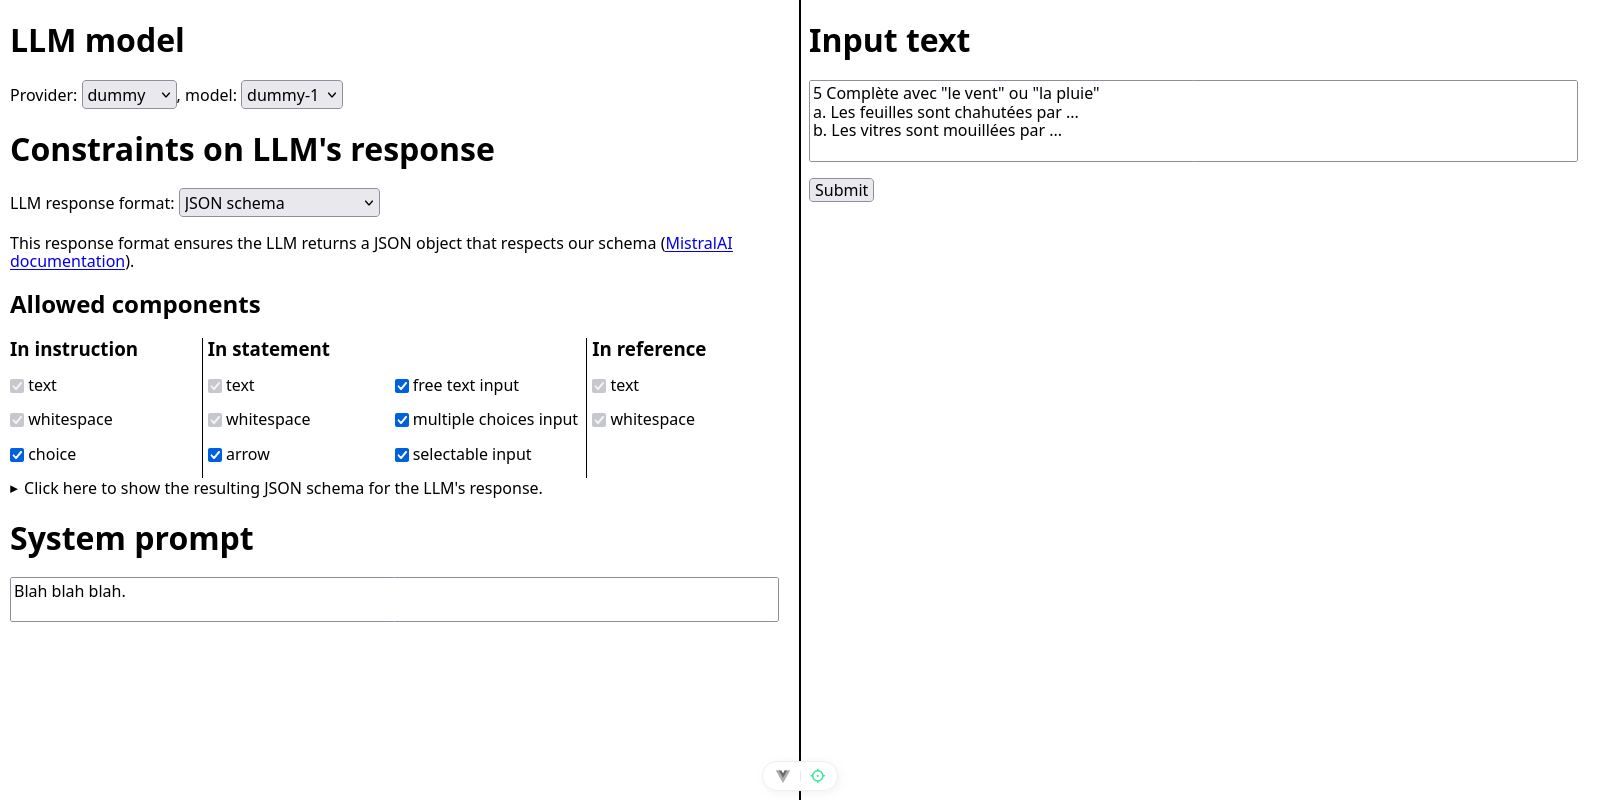 LLM model
Provider: dummy, model: dummy-1
Constraints on LLM's response
LLM response format: JSON schema
This response format ensures the LLM returns a JSON object that respects our schema (MistralAI
documentation).
Allowed components
In instruction
text
whitespace
choice
In statement
text
whitespace
arrow
free text input
multiple choices input
selectable input
In reference
text
whitespace
Click here to show the resulting JSON schema for the LLM's response.
System prompt
Blah blah blah.
Input text
5 Complète avec "le vent" ou "la pluie"
a. Les feuilles sont chahutées par ...
b. Les vitres sont mouillées par ...
Submit